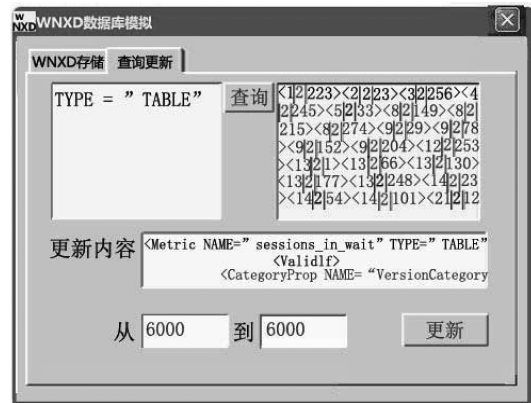 WNXD WNXD数据库模拟
WNXD存储 查询更新
TYPE = ” TABLE”
查询
<1|2|223><2|2|23><3|2|256><4
|2|245><5|2|33><8|2|149><8|2|
215><8|2|274><9|2|29><9|2|78
><9|2|152><9|2|204><12|2|253
><13|2|1><13|2|66><13|2|130>
<13|2|177><13|2|248><14|2|23
><14|2|54><14|2|101><21|2|12
更新内容
<Metric NAME=” sessions_in_wait” TYPE=” TABLE”
<ValidIf>
<CategoryProp NAME= “VersionCategory
从 6000 到 6000 更新